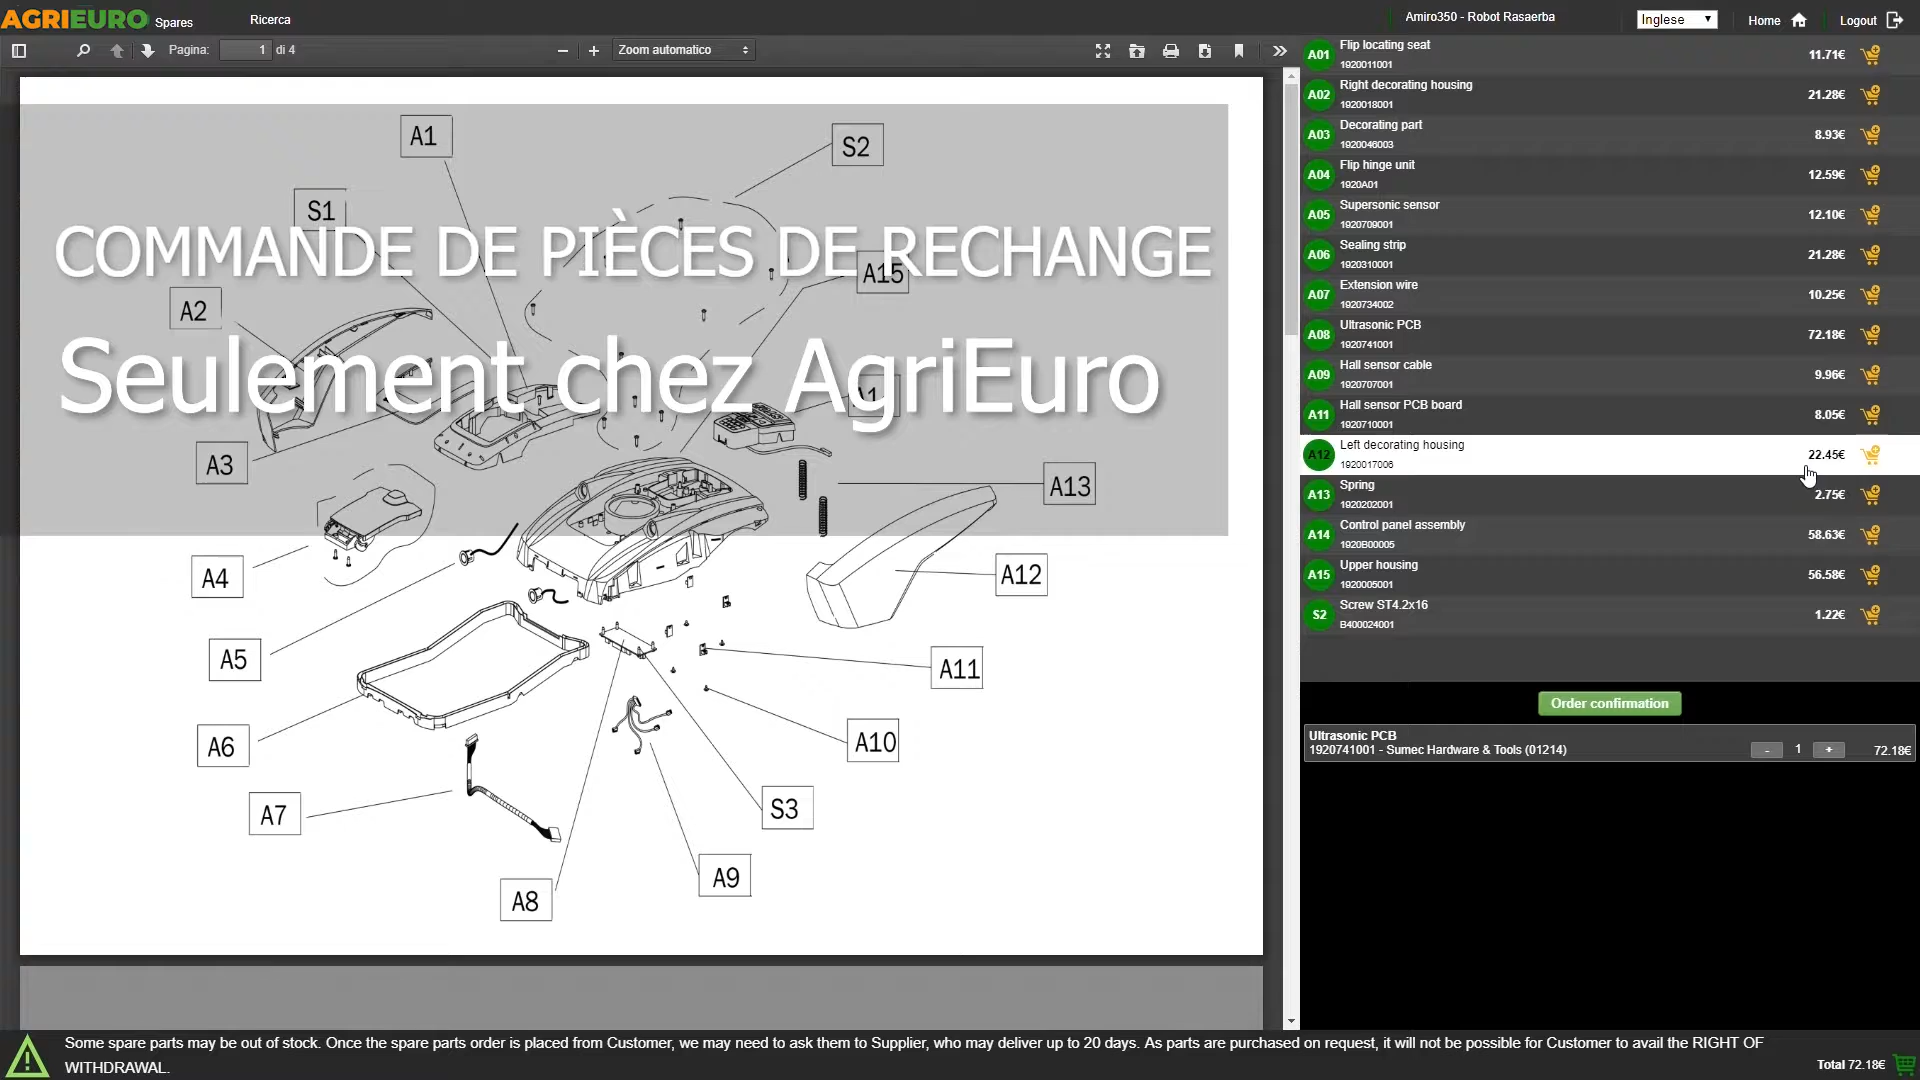 AGRIEURO Spares
Ricerca
Amiro350 - Robot Rasaerba
Inglese
Home
Logout
Pagina: 1 di 4
Zoom automatico
A1
S2
S1
COMMANDE DE PIÈCES DE RECHANGE
A15
A2
Seulement chez AgriEuro
A3
A13
A4
A12
A5
A11
A6
A10
A7
S3
A9
A8
A01 Flip locating seat 11.71€
1920011001
A02 Right decorating housing 21.28€
1920018001
A03 Decorating part 8.93€
1920046003
A04 Flip hinge unit 12.59€
1920A01
A05 Supersonic sensor 12.10€
1920709001
A06 Sealing strip 21.28€
1920310001
A07 Extension wire 10.25€
1920734002
A08 Ultrasonic PCB 72.18€
1920741001
A09 Hall sensor cable 9.96€
1920707001
A11 Hall sensor PCB board 8.05€
1920710001
A12 Left decorating housing 22.45€
1920017006
A13 Spring 2.75€
1920202001
A14 Control panel assembly 58.63€
1920B00005
A15 Upper housing 56.58€
1920005001
S2 Screw ST4.2x16 1.22€
B400024001
Order confirmation
Ultrasonic PCB
1920741001 - Sumec Hardware & Tools (01214) - 1 + 72.18€
Some spare parts may be out of stock. Once the spare parts order is placed from Customer, we may need to ask them to Supplier, who may deliver up to 20 days. As parts are purchased on request, it will not be possible for Customer to avail the RIGHT OF
WITHDRAWAL.
Total 72.18€